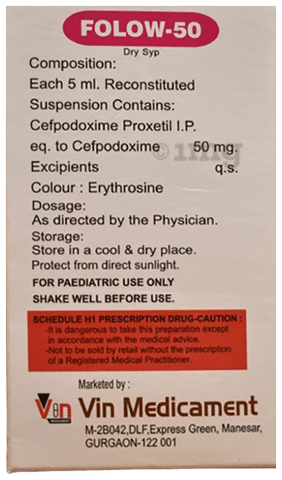 FOLOW-50
Dry Syp
Composition:
Each 5 ml. Reconstituted
Suspension Contains:
Cefpodoxime Proxetil I.P.
eq. to Cefpodoxime 50 mg.
© 1mg
Excipients q.s.
Colour : Erythrosine
Dosage:
As directed by the Physician.
Storage:
Store in a cool & dry place.
Protect from direct sunlight.
FOR PAEDIATRIC USE ONLY
SHAKE WELL BEFORE USE.
SCHEDULE H1 PRESCRIPTION DRUG-CAUTION :
-It is dangerous to take this preparation except
in accordance with the medical advice.
-Not to be sold by retail without the prescription
of a Registered Medical Practitioner.
Marketed by :
Vin
MEDICAMENT
Vin Medicament
M-2B042,DLF,Express Green, Manesar,
GURGAON-122 001